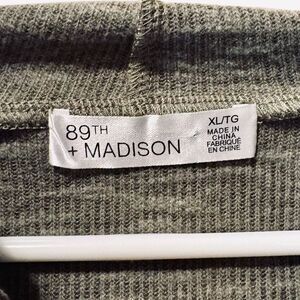 89TH
+ MADISON
XL/TG
MADE IN
CHINA
FABRIQUÉ
EN CHINE